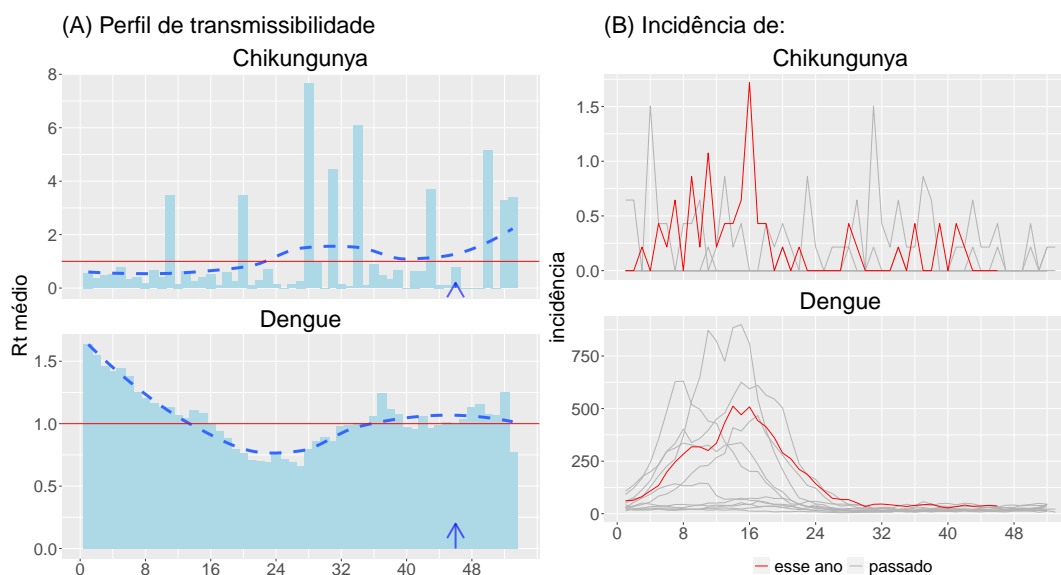 (A) Perfil de transmissibilidade
Chikungunya
8
6
4
2
0
Rt médio
Dengue
1.5
1.0
0.5
0.0
0 8 16 24 32 40 48
(B) Incidência de:
Chikungunya
1.5
1.0
0.5
0.0
incidência
Dengue
750
500
250
0
0 8 16 24 32 40 48
esse ano passado